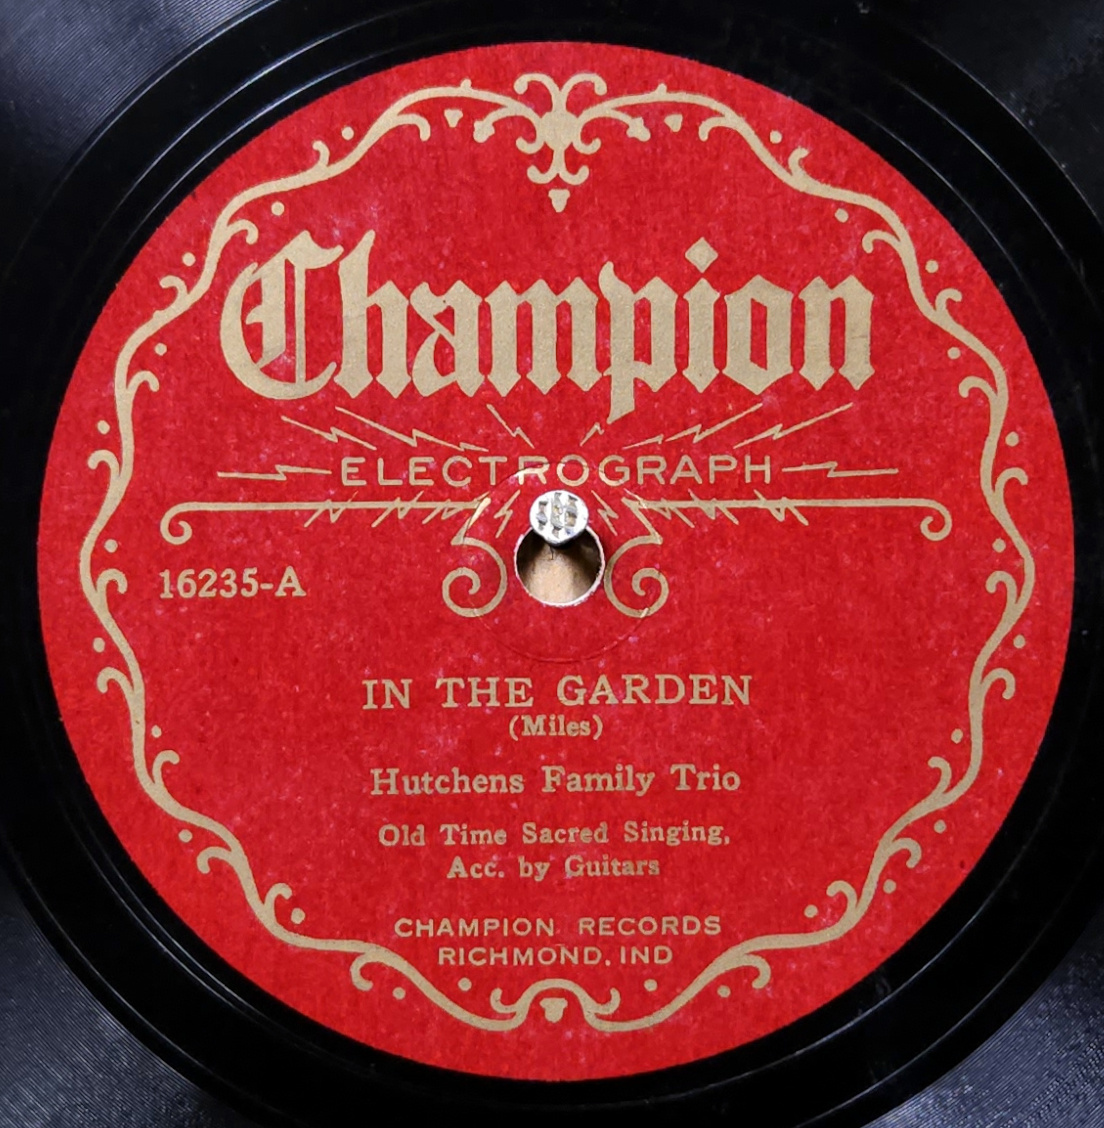 Champion
ELECTROGRAPH
16235-A
IN THE GARDEN
(Miles)
Hutchens Family Trio
Old Time Sacred Singing,
Acc. by Guitars
CHAMPION RECORDS
RICHMOND, IND